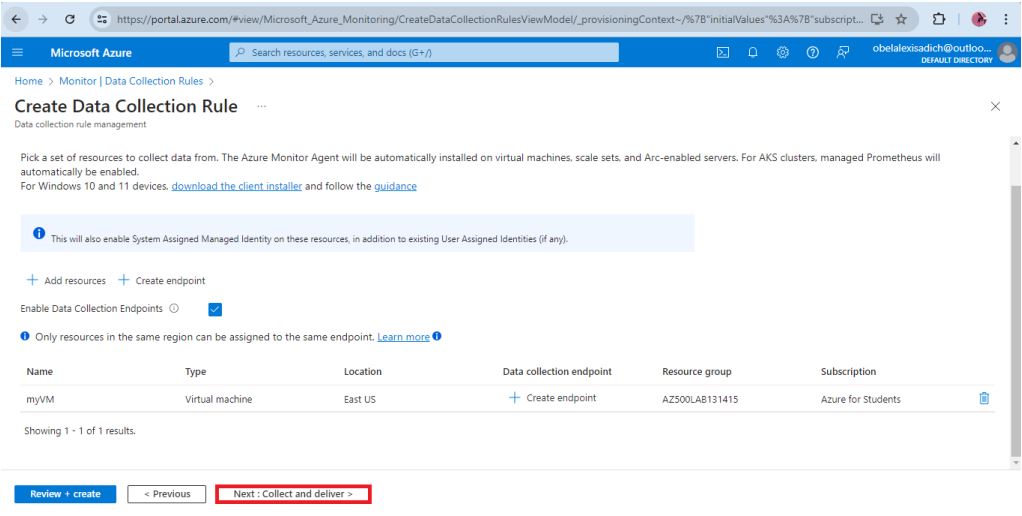 https://portal.azure.com/#view/Microsoft_Azure_Monitoring/CreateDataCollectionRulesViewModel/_provisioningContext~/%7B"initialValues"%3A%7B"subscript...
Microsoft Azure
Search resources, services, and docs (G+/)
obelalexisadich@outloo...
DEFAULT DIRECTORY
Home > Monitor | Data Collection Rules >
Create Data Collection Rule ...
Data collection rule management
Pick a set of resources to collect data from. The Azure Monitor Agent will be automatically installed on virtual machines, scale sets, and Arc-enabled servers. For AKS clusters, managed Prometheus will
automatically be enabled.
For Windows 10 and 11 devices, download the client installer and follow the guidance
This will also enable System Assigned Managed Identity on these resources, in addition to existing User Assigned Identities (if any).
+ Add resources + Create endpoint
Enable Data Collection Endpoints
Only resources in the same region can be assigned to the same endpoint. Learn more
Name Type Location Data collection endpoint Resource group Subscription
myVM Virtual machine East US + Create endpoint AZ500LAB131415 Azure for Students
Showing 1 - 1 of 1 results.
Review + create < Previous Next : Collect and deliver >